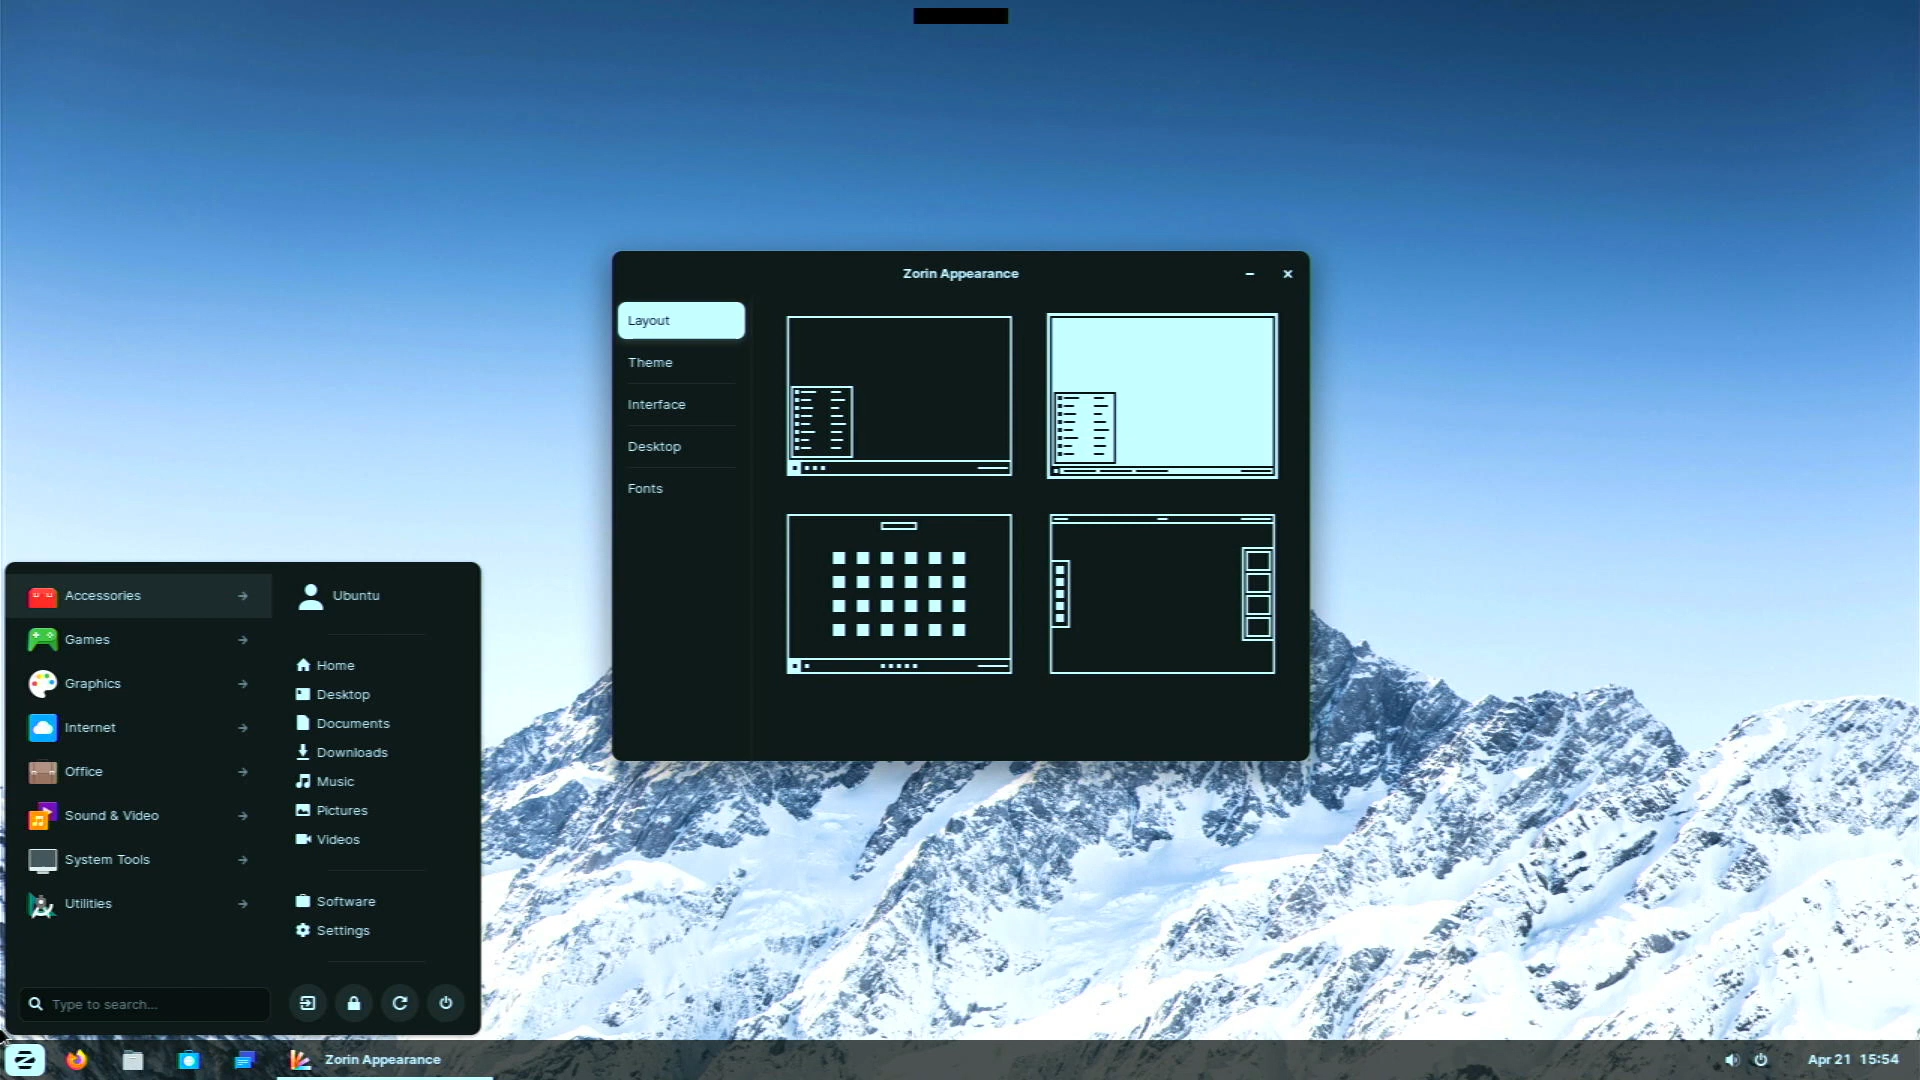 Zorin Appearance
Layout
Theme
Interface
Desktop
Fonts
Accessories
Games
Graphics
Internet
Office
Sound & Video
System Tools
Utilities
Type to search...
Ubuntu
Home
Desktop
Documents
Downloads
Music
Pictures
Videos
Software
Settings
Zorin Appearance
Apr 21 15:54